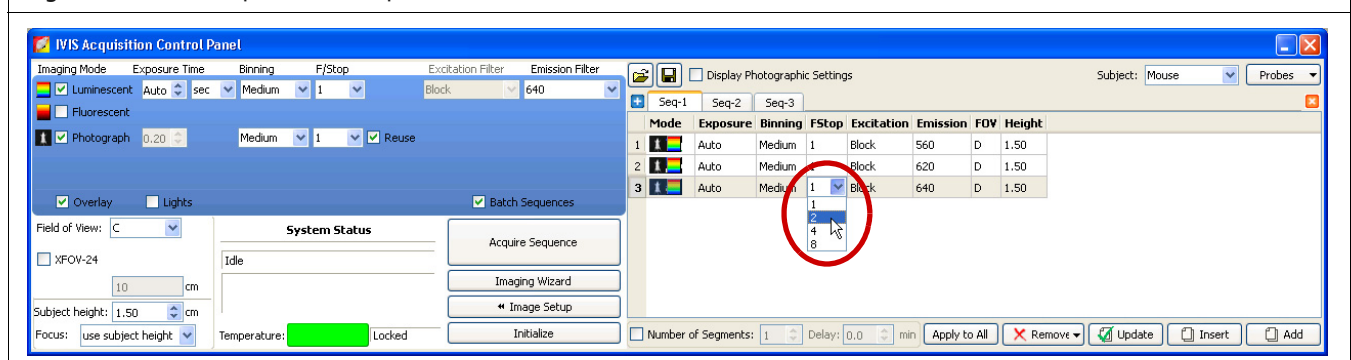 IVIS Acquisition Control Panel
Imaging Mode Exposure Time Binning F/Stop Excitation Filter Emission Filter
Luminescent Auto sec Medium 1 Block 640
Fluorescent
Photograph 0.20 Medium 1 Reuse
Overlay Lights Batch Sequences
Field of View: C
XFOV-24
10 cm
Subject height: 1.50 cm
Focus: use subject height
System Status
Idle
Temperature: Locked
Acquire Sequence
Imaging Wizard
Image Setup
Initialize
Display Photographic Settings Subject: Mouse Probes
Seq-1 Seq-2 Seq-3
Mode Exposure Binning FStop Excitation Emission FOV Height
1 Auto Medium 1 Block 560 D 1.50
2 Auto Medium 1 Block 620 D 1.50
3 Auto Medium 1 Block 640 D 1.50
1
2
4
8
Number of Segments: 1 Delay: 0.0 min Apply to All Remove Update Insert Add